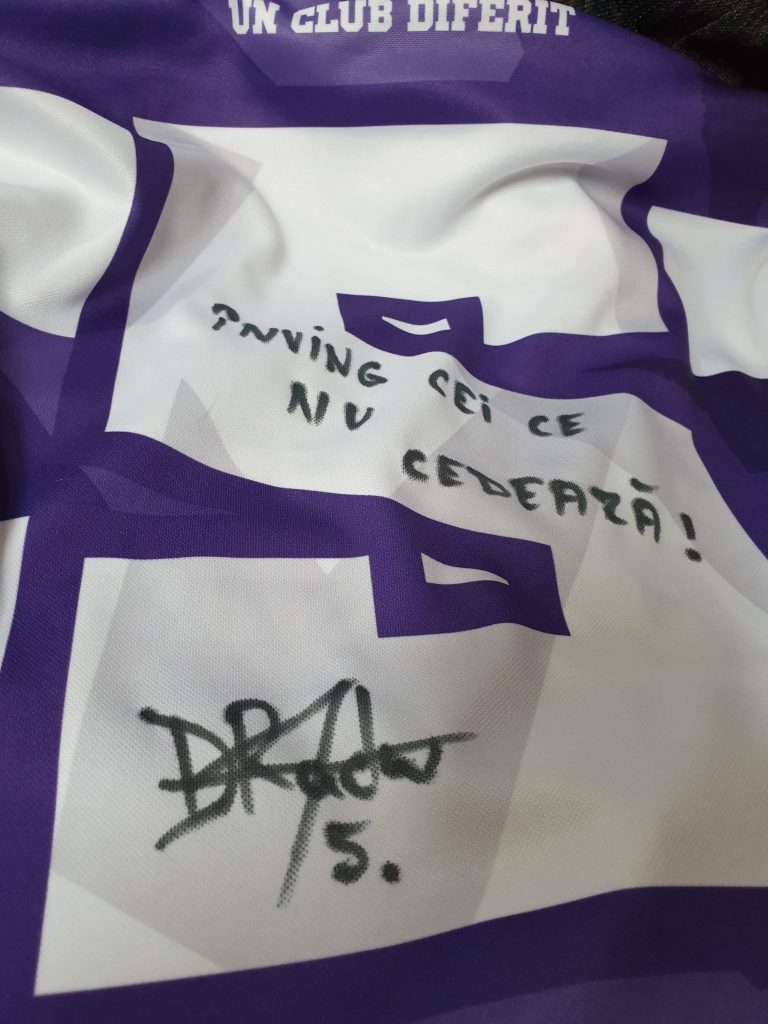 UN CLUB DIFERIT
ÎNVING CEI CE
NU
CEDEAZĂ!
5.